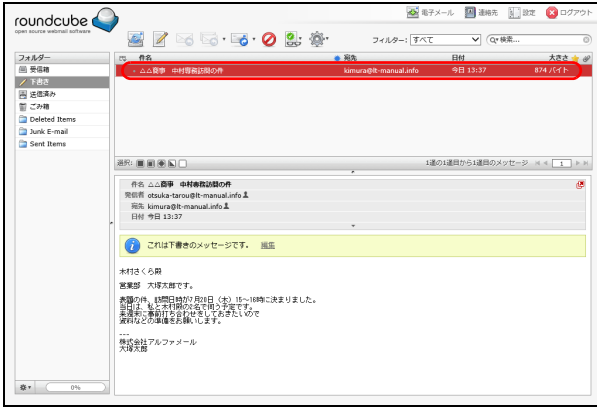 roundcube
open source webmail software
電子メール 連絡先 設定 ログアウト
フィルター: すべて 検索...
フォルダー
受信箱
下書き
送信済み
ごみ箱
Deleted Items
Junk E-mail
Sent Items
件名 宛先 日付 大きさ
△△商事 中村専務訪問の件 kimura@lt-manual.info 今日 13:37 874 バイト
選択: 1通の1通目から1通目のメッセージ 1
件名 △△商事 中村専務訪問の件
発信者 otsuka-tarou@lt-manual.info
宛先 kimura@lt-manual.info
日付 今日 13:37
これは下書きのメッセージです。 編集
木村さくら殿
営業部 大塚太郎です。
表題の件、訪問日時が7月28日（木）15～16時に決まりました。
当日は、私と木村殿の2名で伺う予定です。
来週末に事前打ち合わせをしておきたいので
資料などの準備をお願いします。
---
株式会社アルファメール
大塚太郎
0%